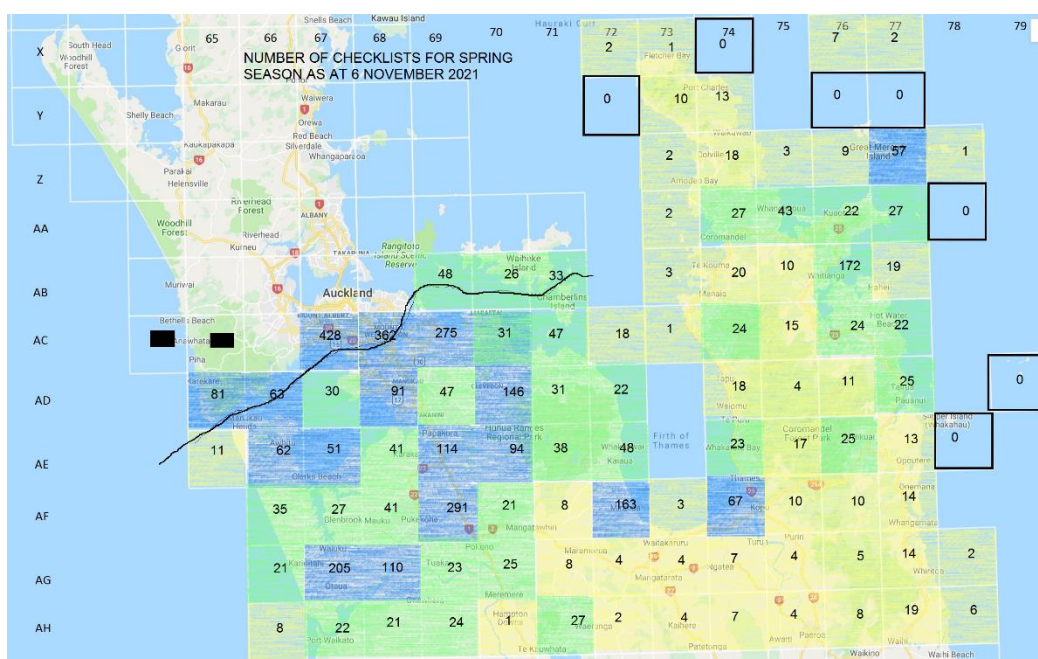 65 66 67 68 69 70 71 72 73 74 75 76 77 78 79
NUMBER OF CHECKLISTS FOR SPRING
SEASON AS AT 6 NOVEMBER 2021
Snells Beach Kawau Island Hauraki Gulf
X South Head Glorit Fletcher Bay 2 1 0 7 2
Woodhill Forest
Waiwera Port Charles
Y Makarau Orewa 0 10 13 0 0
Shelly Beach Red Beach
Kaukapakapa Silverdale Whangaparaoa
Z Parakai Colville 2 18 3 9 57 1
Helensville Island
Amodeo Bay
Riverhead Forest
AA Woodhill Forest ALBANY 2 27 43 22 27 0
Kumeu Rangitoto Island Scenic Reserve Coromandel
TAKAPUNA Waiheke Island
AB Muriwai 48 26 33 3 20 10 172 19
Auckland Chamberlins Island Manaia Whitianga Hahei
Bethells Beach
AC Anawhata 428 362 275 31 47 18 1 24 15 24 22
Piha Hot Water Beach
Karekare Tapu
AD 81 63 30 91 47 146 31 22 18 4 11 25 0
Manukau Heads Waiomu Pauanui
Hunua Ranges Regional Park Te Puru
AE 11 62 51 41 114 94 38 48 23 17 25 13 0
Clarks Beach Papakura Kaiaua Firth of Thames Coromandel Forest Park Opoutere
Thames Onemana
AF 35 27 41 291 21 8 163 3 67 10 10 14
Glenbrook Mauku Pukekohe Kopu Whangamata
Waiuku Pokeno Mangatawhiri Maramarua Waitakaruru Turua Puriri
AG 21 205 110 23 25 8 4 4 7 4 5 14 2
Otaua Tuakau Meremere Mangatarata Ngatea Whiritoa
Hampton Downs
AH 8 22 21 24 1 27 2 4 7 4 8 19 6
Port Waikato Te Kauwhata Waerenga Kaihere Patetonga Awaiti Paeroa Waihi
Waikino Waihi Beach